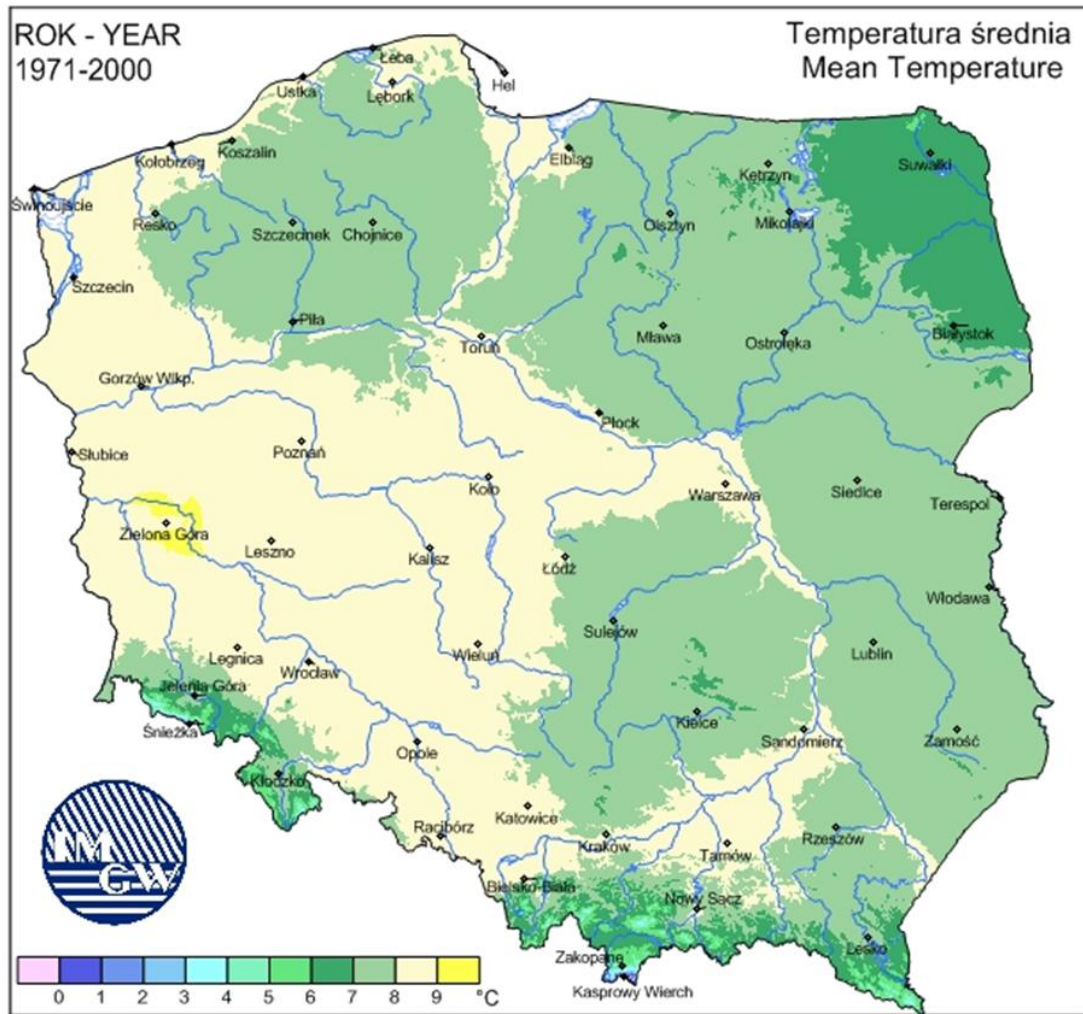 ROK - YEAR
1971-2000
Temperatura średnia
Mean Temperature
Łeba
Hel
Ustka
Lębork
Kołobrzeg
Koszalin
Elbląg
Kętrzyn
Suwałki
Świnoujście
Resko
Szczecinek
Chojnice
Olsztyn
Mikołajki
Szczecin
Piła
Toruń
Mława
Ostrołęka
Białystok
Gorzów Wlkp.
Płock
Słubice
Poznań
Koło
Warszawa
Siedlce
Terespol
Zielona Góra
Leszno
Kalisz
Łódź
Włodawa
Sulejów
Legnica
Wrocław
Wieluń
Lublin
Jelenia Góra
Śnieżka
Opole
Kielce
Sandomierz
Zamość
Kłodzko
Racibórz
Katowice
Kraków
Tarnów
Rzeszów
Bielsko-Biała
Nowy Sącz
Lesko
Zakopane
Kasprowy Wierch
IM
GW
0 1 2 3 4 5 6 7 8 9 °C